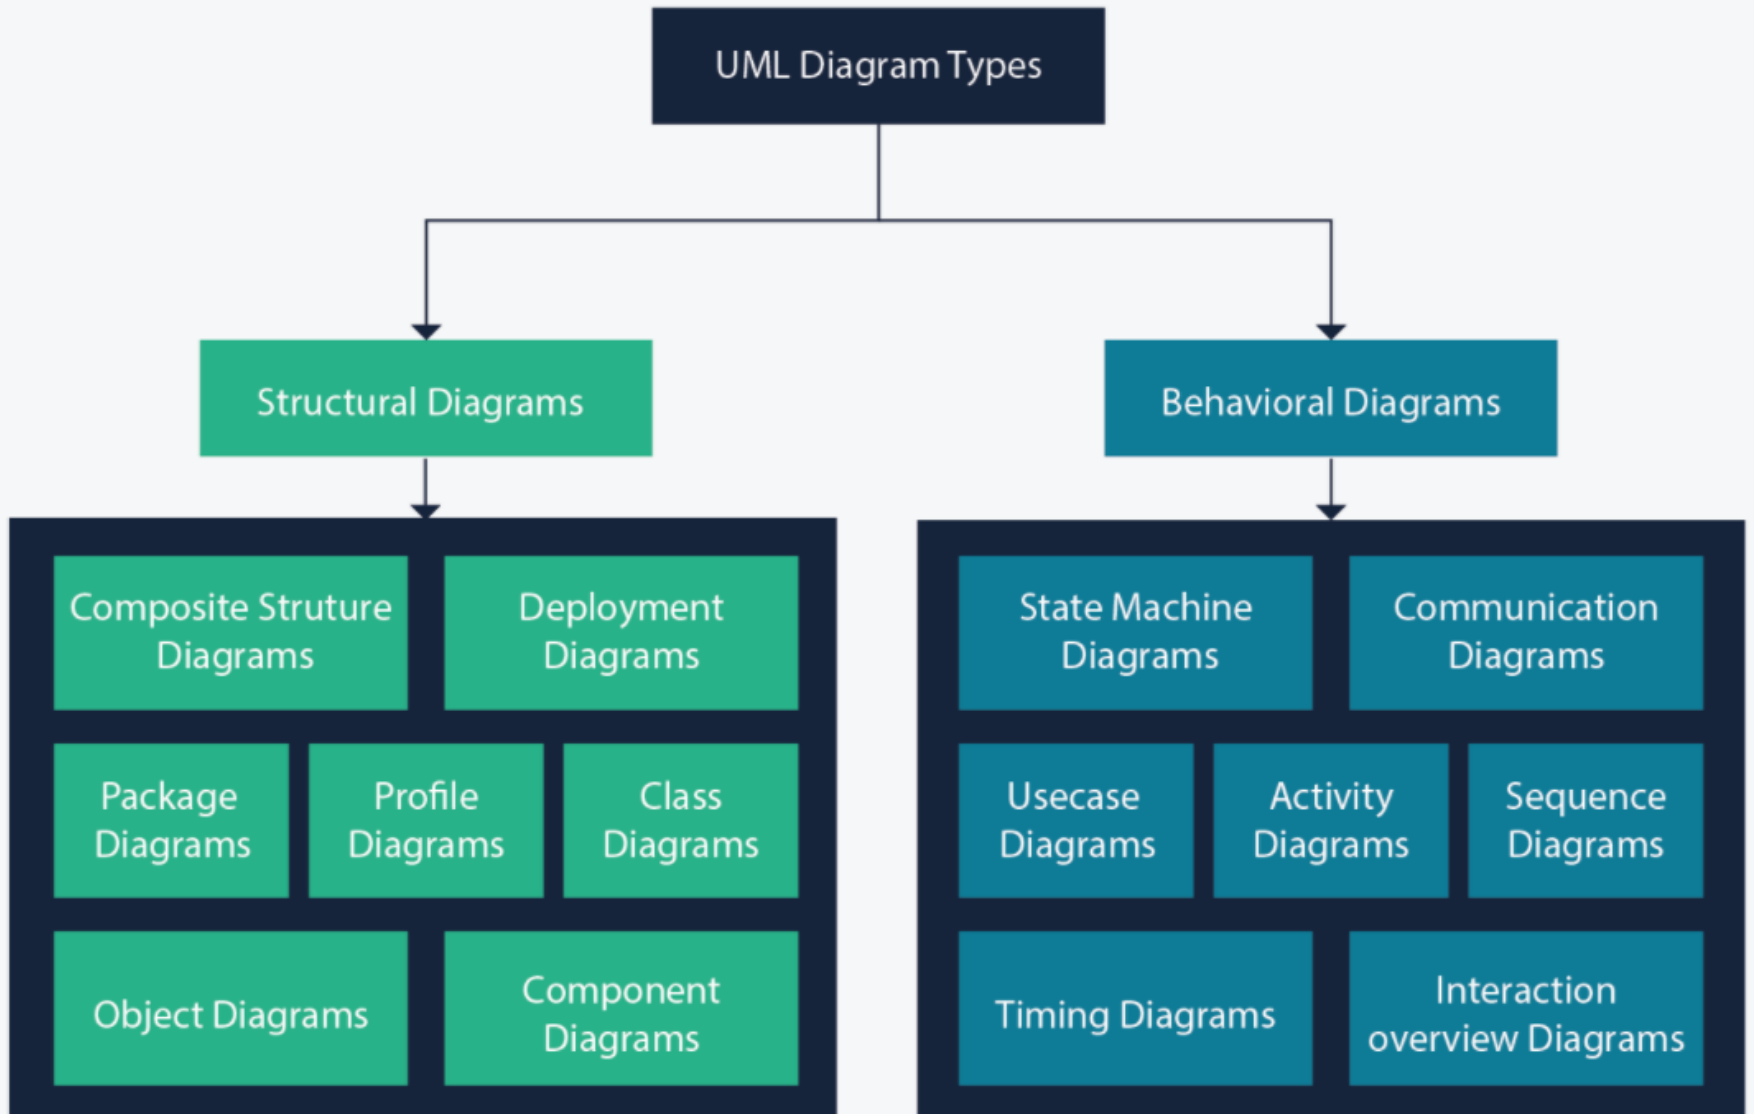 UML Diagram Types
Structural Diagrams
Behavioral Diagrams
Composite Struture
Diagrams
Deployment
Diagrams
Package
Diagrams
Profile
Diagrams
Class
Diagrams
Object Diagrams
Component
Diagrams
State Machine
Diagrams
Communication
Diagrams
Usecase
Diagrams
Activity
Diagrams
Sequence
Diagrams
Timing Diagrams
Interaction
overview Diagrams